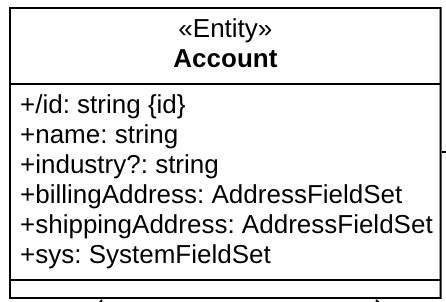 «Entity»
Account
+/id: string {id}
+name: string
+industry?: string
+billingAddress: AddressFieldSet
+shippingAddress: AddressFieldSet
+sys: SystemFieldSet